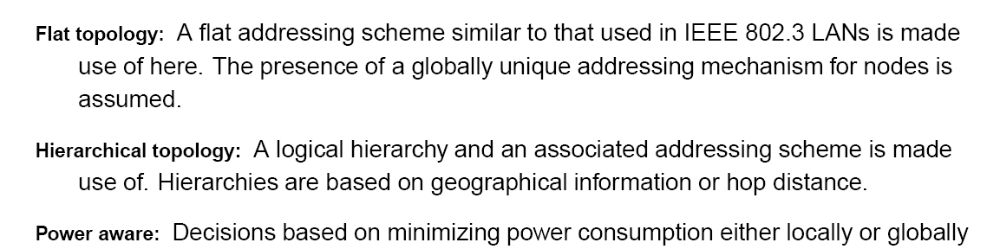 Flat topology: A flat addressing scheme similar to that used in IEEE 802.3 LANs is made
use of here. The presence of a globally unique addressing mechanism for nodes is
assumed.
Hierarchical topology: A logical hierarchy and an associated addressing scheme is made
use of. Hierarchies are based on geographical information or hop distance.
Power aware: Decisions based on minimizing power consumption either locally or globally